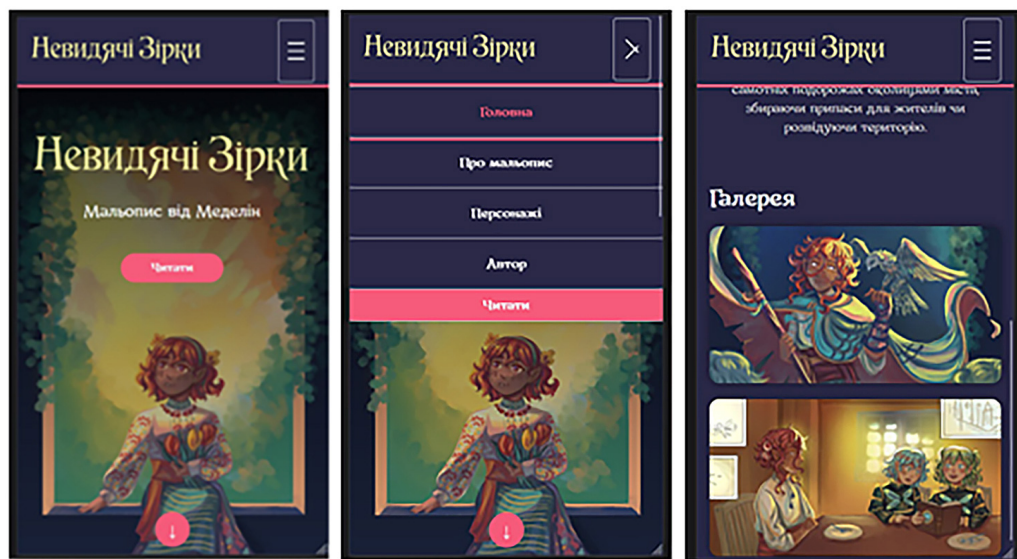 Невидячі Зірки
Невидячі Зірки
Мальопис від Меделін
Читати
↓
Невидячі Зірки
Головна
Про мальопис
Персонажі
Автор
Читати
↓
Невидячі Зірки
самотніх подорожах околицями міста,
збираючи припаси для жителів чи
розвідуючи територію.
Галерея